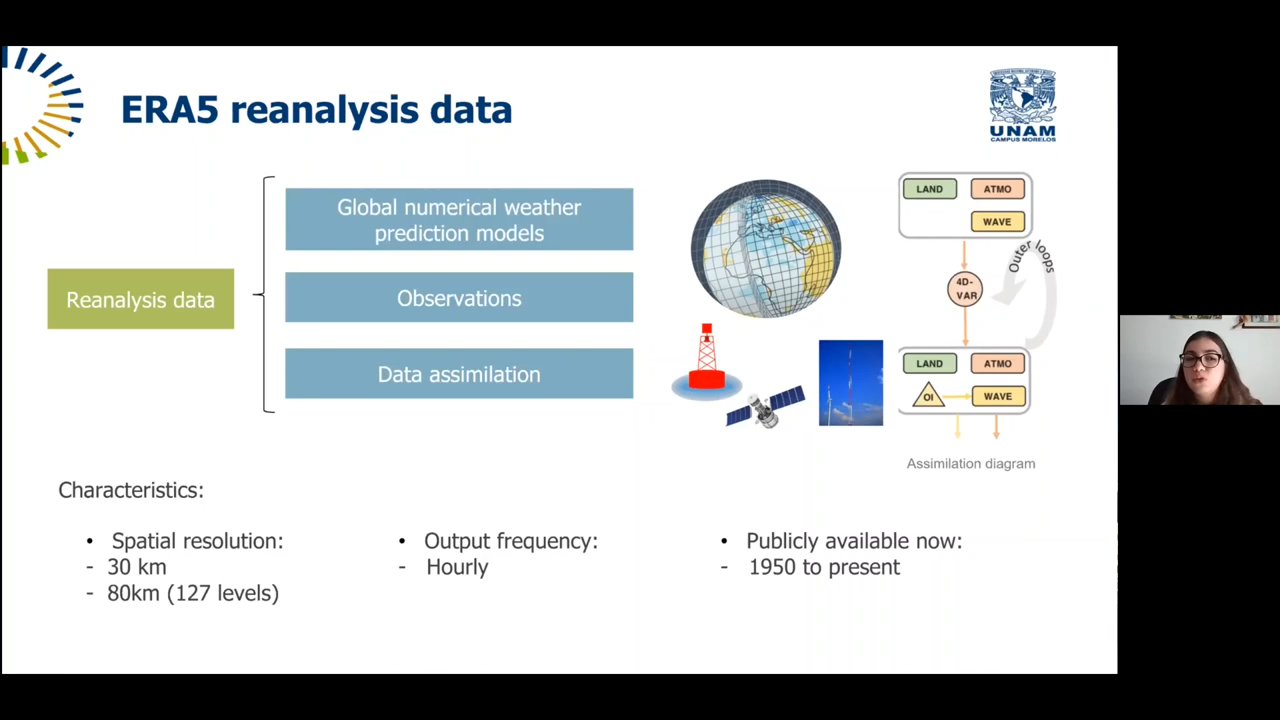 ERA5 reanalysis data
UNAM
CAMPUS MORELOS
Reanalysis data
Global numerical weather
prediction models
Observations
Data assimilation
LAND
ATMO
WAVE
Outer loops
4D-
VAR
LAND
ATMO
OI
WAVE
Assimilation diagram
Characteristics:
• Spatial resolution:
- 30 km
- 80km (127 levels)
• Output frequency:
- Hourly
• Publicly available now:
- 1950 to present